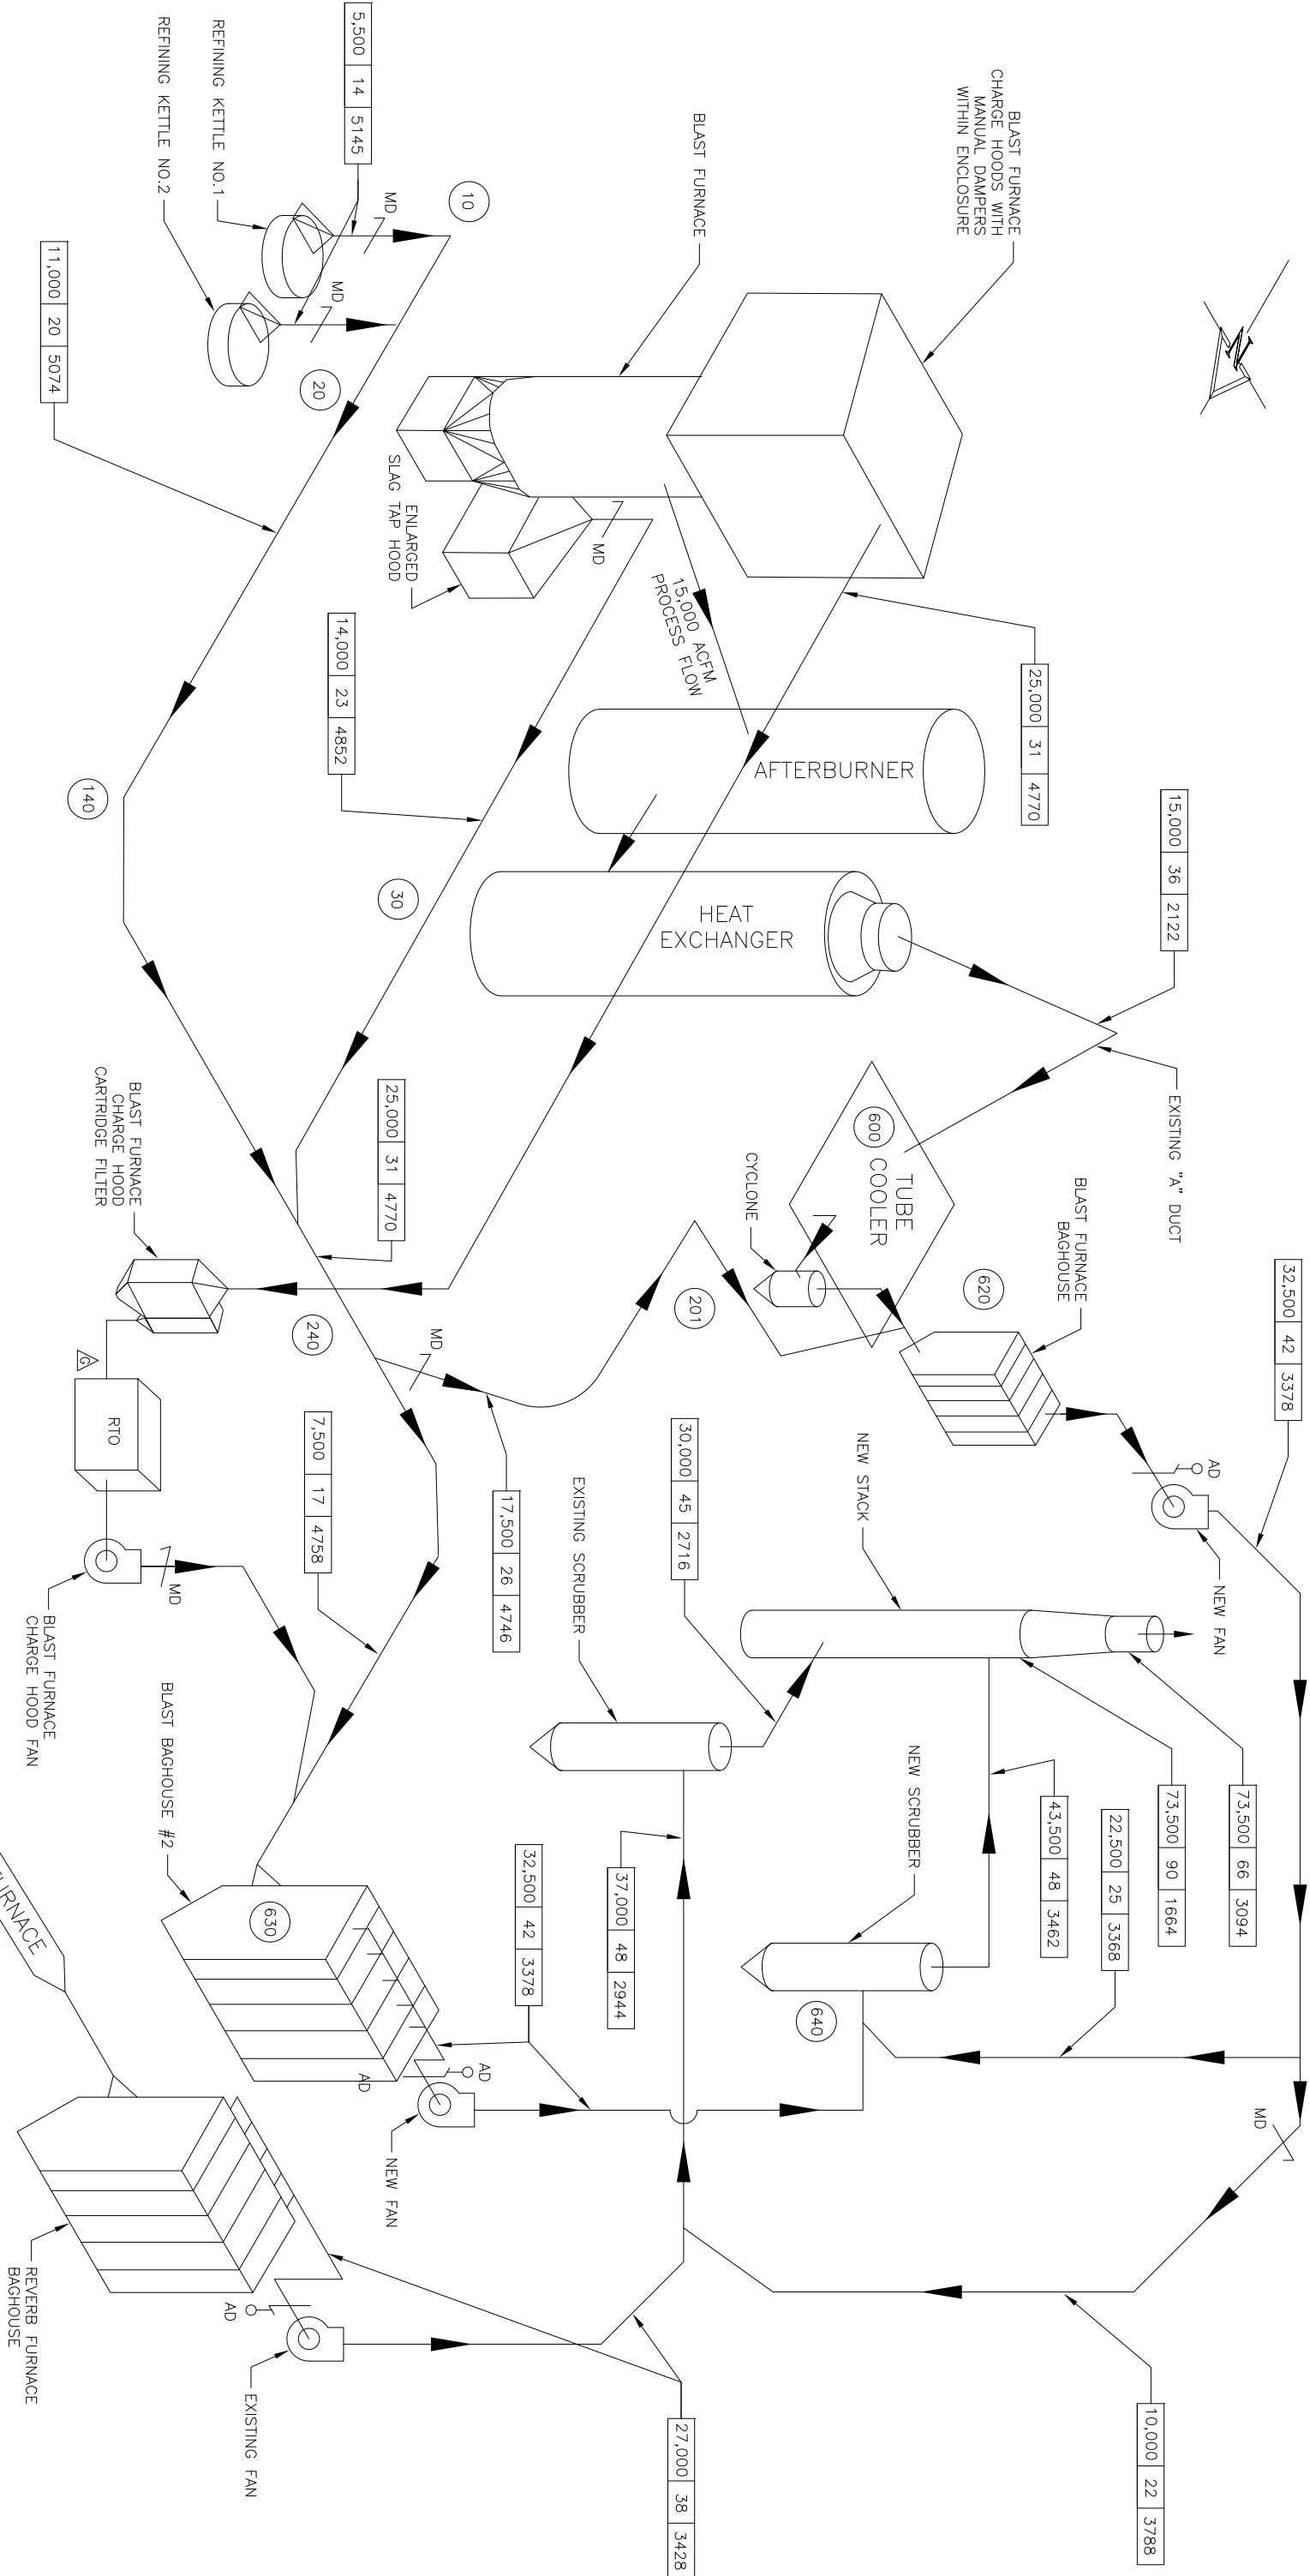 BLAST FURNACE
CHARGE HOODS WITH
MANUAL DAMPERS
WITHIN ENCLOSURE
N
25,000 31 4770
15,000 36 2122
EXISTING "A" DUCT
32,500 42 3378
NEW FAN
AD
BLAST FURNACE
BAGHOUSE
620
BLAST FURNACE
15,000 ACFM
PROCESS FLOW
AFTERBURNER
HEAT
EXCHANGER
600
TUBE
COOLER
CYCLONE
201
73,500 66 3094
73,500 90 1664
22,500 25 3368
43,500 48 3462
MD
10,000 22 3788
NEW STACK
NEW SCRUBBER
640
30,000 45 2716
EXISTING SCRUBBER
37,000 48 2944
27,000 38 3428
5,500 14 5145
REFINING KETTLE NO.1
REFINING KETTLE NO.2
MD
MD
10
20
11,000 20 5074
ENLARGED
SLAG TAP HOOD
MD
14,000 23 4852
30
140
25,000 31 4770
BLAST FURNACE
CHARGE HOOD
CARTRIDGE FILTER
240
MD
17,500 26 4746
7,500 17 4758
G
RTO
MD
BLAST FURNACE
CHARGE HOOD FAN
BLAST BAGHOUSE #2
630
32,500 42 3378
AD
AD
NEW FAN
FURNACE
REVERB FURNACE
BAGHOUSE
AD
EXISTING FAN